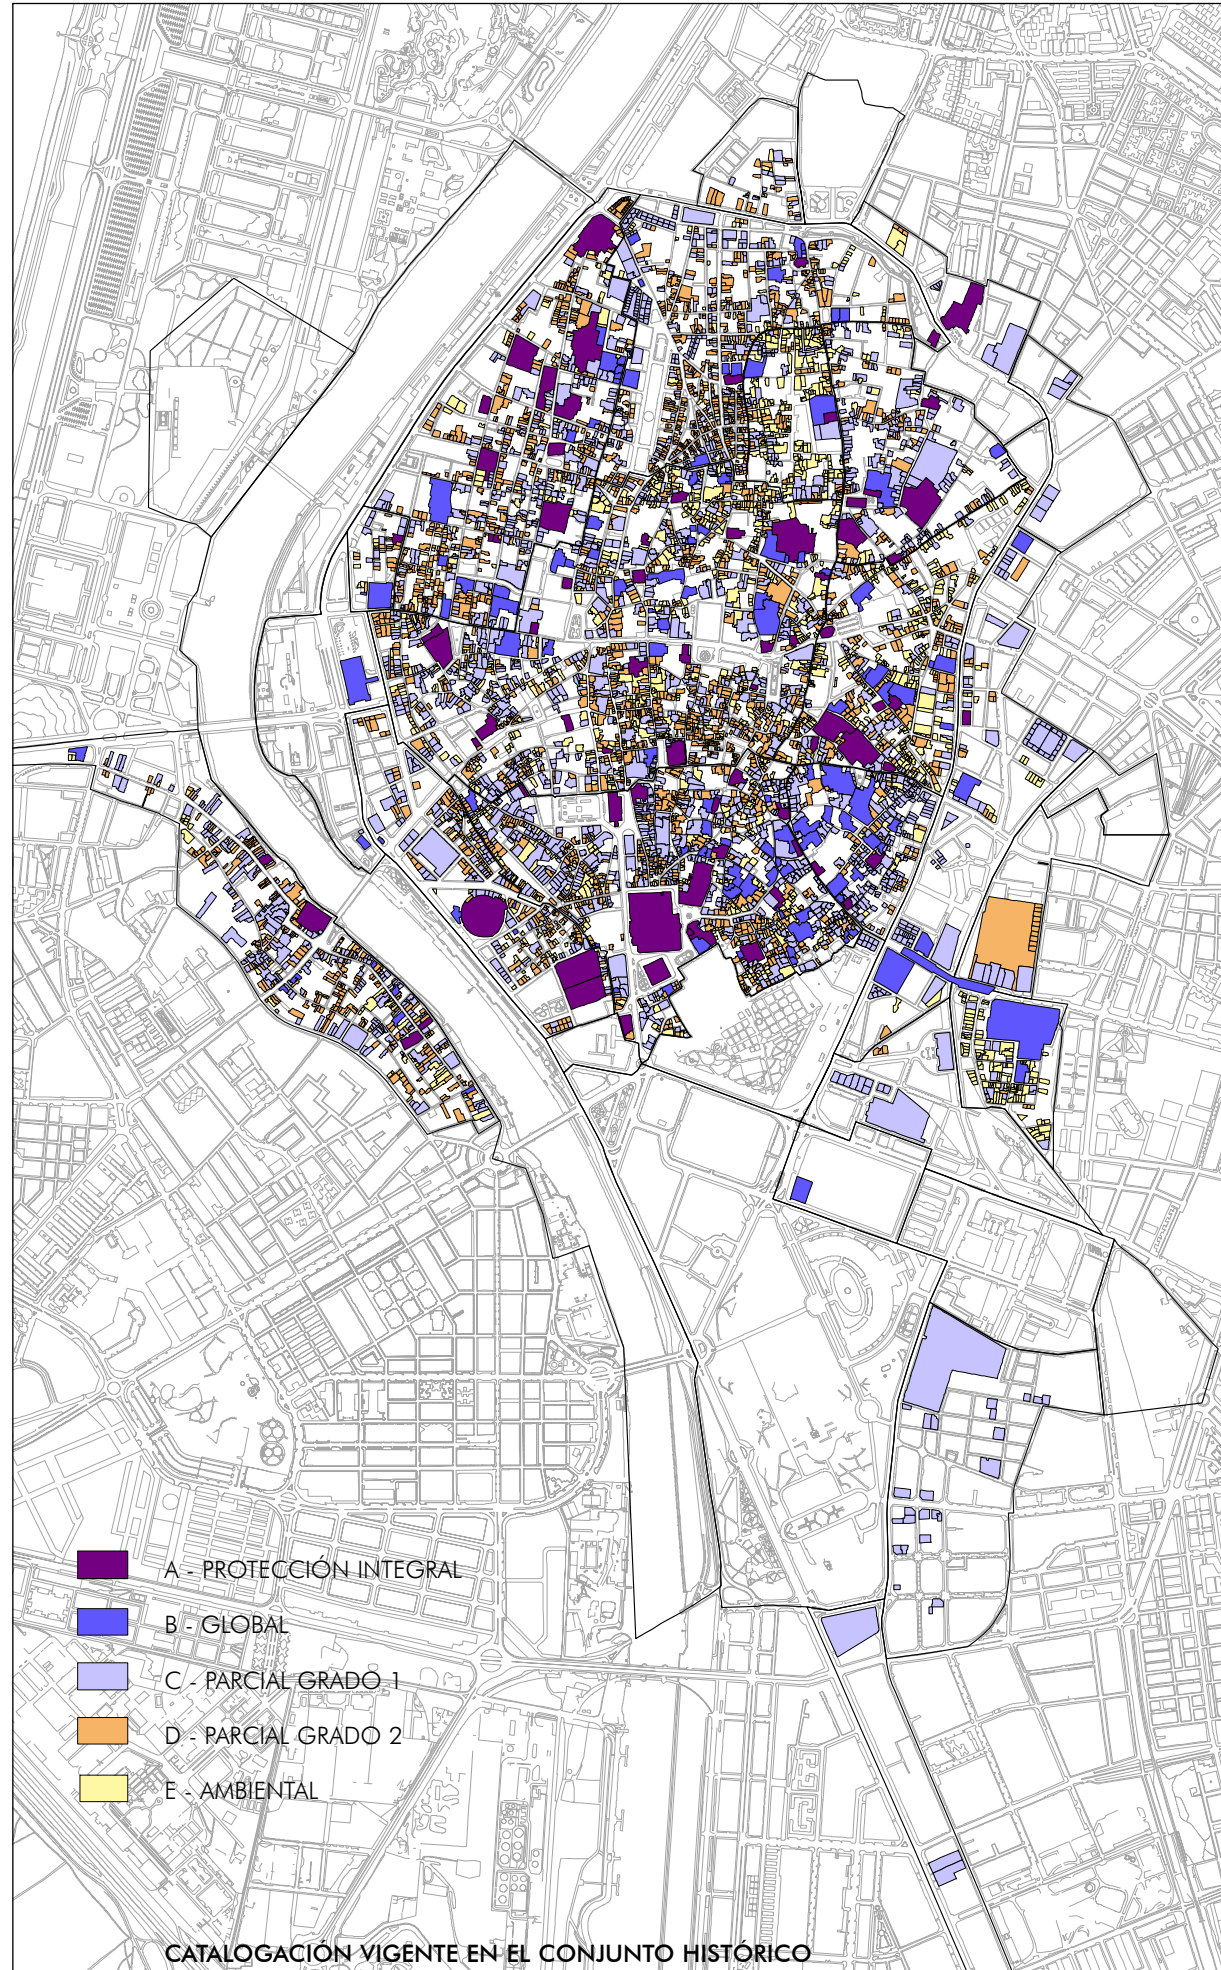 A - PROTECCIÓN INTEGRAL
B - GLOBAL
C - PARCIAL GRADO 1
D - PARCIAL GRADO 2
E - AMBIENTAL
CATALOGACIÓN VIGENTE EN EL CONJUNTO HISTÓRICO